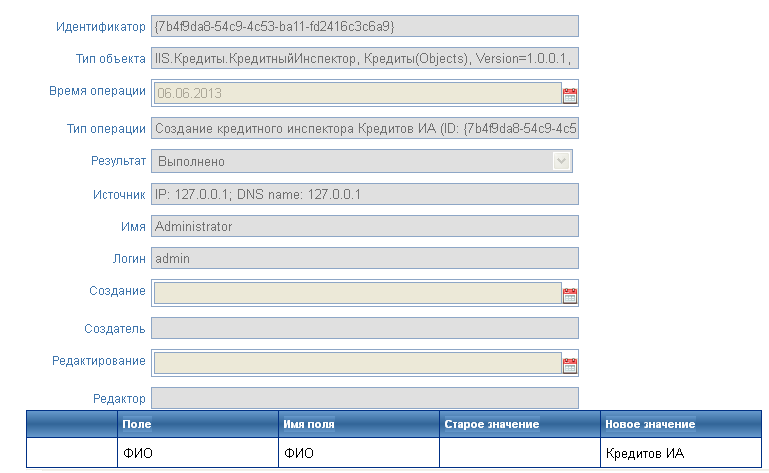 Идентификатор {7b4f9da8-54c9-4c53-ba11-fd2416c3c6a9}
Тип объекта IIS.Кредиты.КредитныйИнспектор, Кредиты(Objects), Version=1.0.0.1,
Время операции 06.06.2013
Тип операции Создание кредитного инспектора Кредитов ИА (ID: {7b4f9da8-54c9-4c5
Результат Выполнено
Источник IP: 127.0.0.1; DNS name: 127.0.0.1
Имя Administrator
Логин admin
Создание
Создатель
Редактирование
Редактор
Поле Имя поля Старое значение Новое значение
ФИО ФИО Кредитов ИА